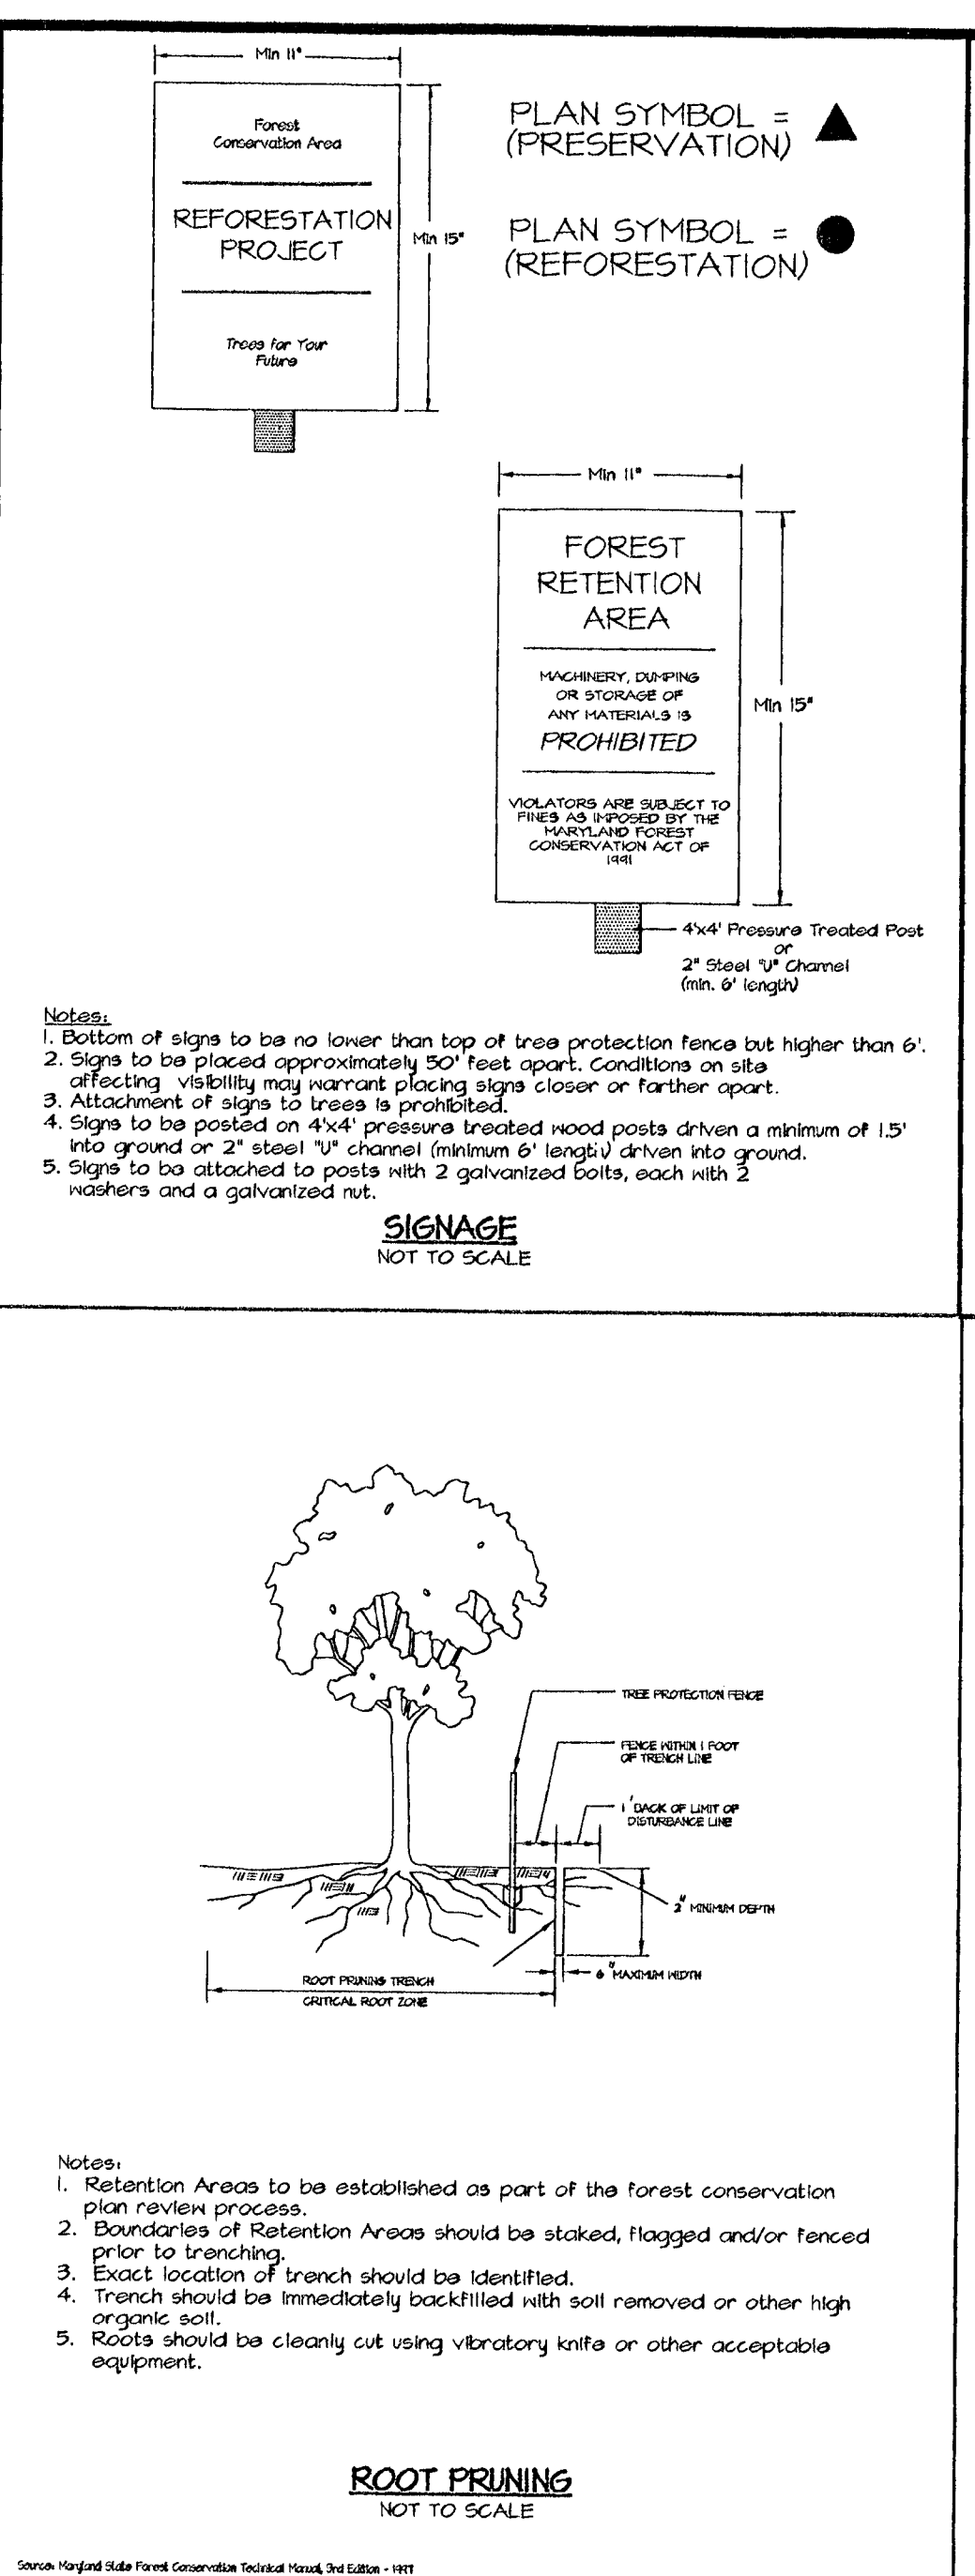 Min 11"
Forest
Conservation Area
REFORESTATION
PROJECT
Trees for Your
Future
Min 15"
PLAN SYMBOL =
(PRESERVATION)
PLAN SYMBOL =
(REFORESTATION)
Min 11"
FOREST
RETENTION
AREA
MACHINERY, DUMPING
OR STORAGE OF
ANY MATERIALS IS
PROHIBITED
VIOLATORS ARE SUBJECT TO
FINES AS IMPOSED BY THE
MARYLAND FOREST
CONSERVATION ACT OF
1991
Min 15"
4'x4' Pressure Treated Post
or
2" Steel "U" Channel
(min. 6' length)
Notes:
1. Bottom of signs to be no lower than top of tree protection fence but higher than 6'.
2. Signs to be placed approximately 50' feet apart. Conditions on site
affecting visibility may warrant placing signs closer or farther apart.
3. Attachment of signs to trees is prohibited.
4. Signs to be posted on 4'x4' pressure treated wood posts driven a minimum of 1.5'
into ground or 2" steel "U" channel (minimum 6' length) driven into ground.
5. Signs to be attached to posts with 2 galvanized bolts, each with 2
washers and a galvanized nut.
SIGNAGE
NOT TO SCALE
TREE PROTECTION FENCE
FENCE WITHIN 1 FOOT
OF TRENCH LINE
1' BACK OF LIMIT OF
DISTURBANCE LINE
2" MINIMUM DEPTH
6" MAXIMUM WIDTH
ROOT PRUNING TRENCH
CRITICAL ROOT ZONE
Notes:
1. Retention Areas to be established as part of the forest conservation
plan review process.
2. Boundaries of Retention Areas should be staked, flagged and/or fenced
prior to trenching.
3. Exact location of trench should be identified.
4. Trench should be immediately backfilled with soil removed or other high
organic soil.
5. Roots should be cleanly cut using vibratory knife or other acceptable
equipment.
ROOT PRUNING
NOT TO SCALE
Source: Maryland State Forest Conservation Technical Manual, 3rd Edition - 1997